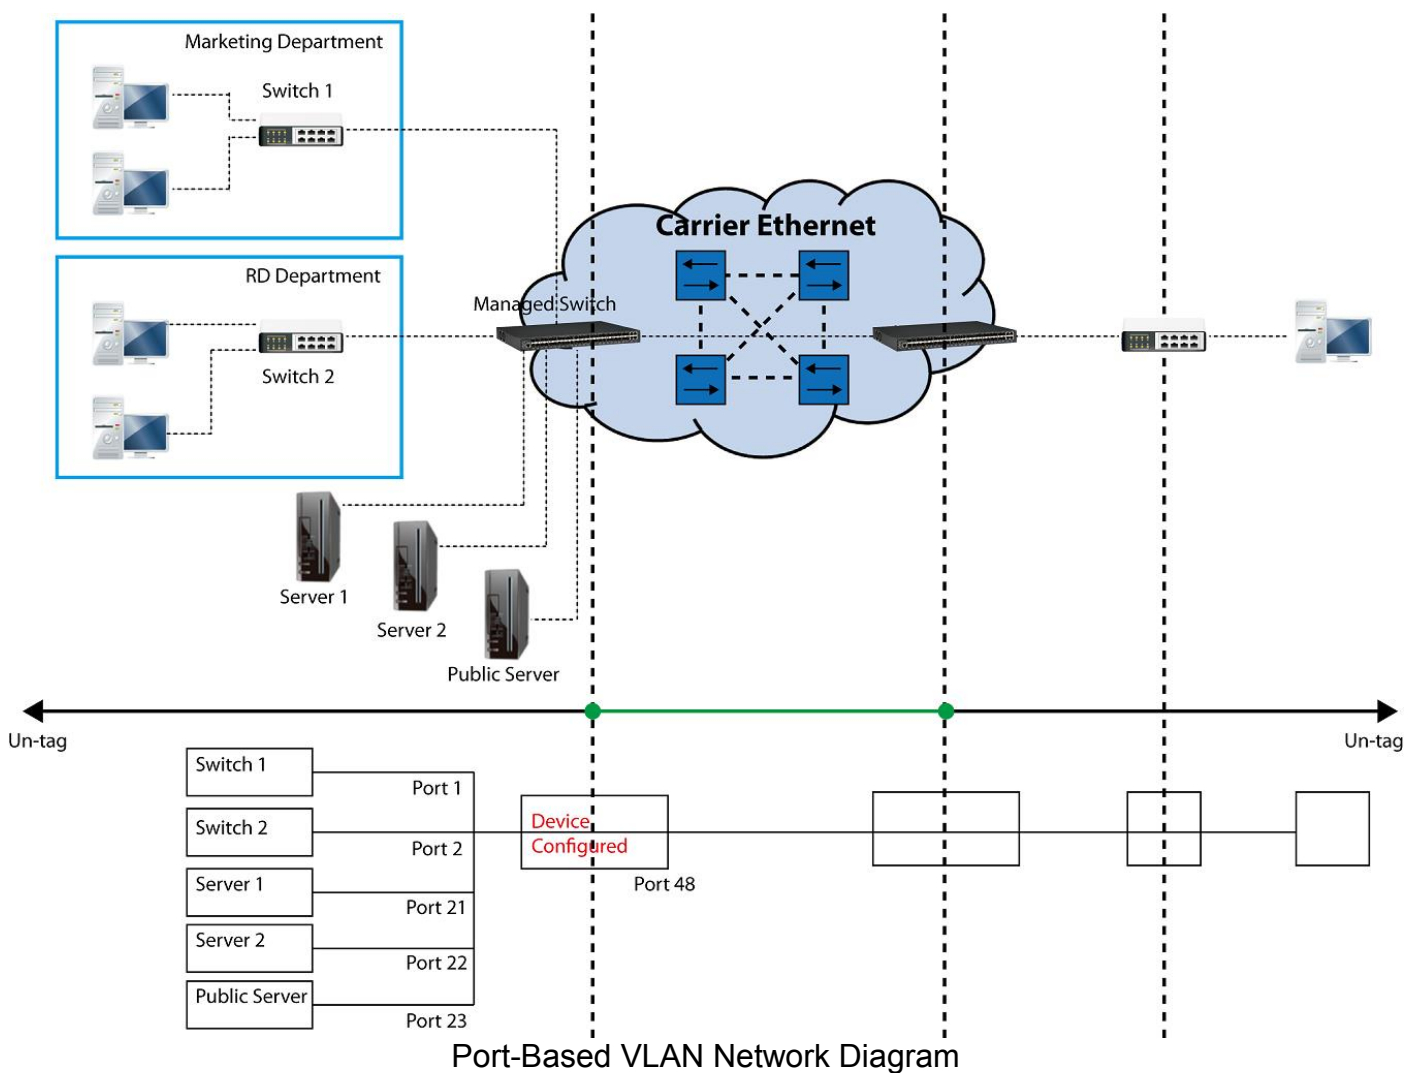 Marketing Department
Switch 1
Carrier Ethernet
RD Department
Managed Switch
Switch 2
Server 1
Server 2
Public Server
Un-tag
Un-tag
Switch 1
Port 1
Switch 2
Port 2
Device
Configured
Port 48
Server 1
Port 21
Server 2
Port 22
Public Server
Port 23
Port-Based VLAN Network Diagram